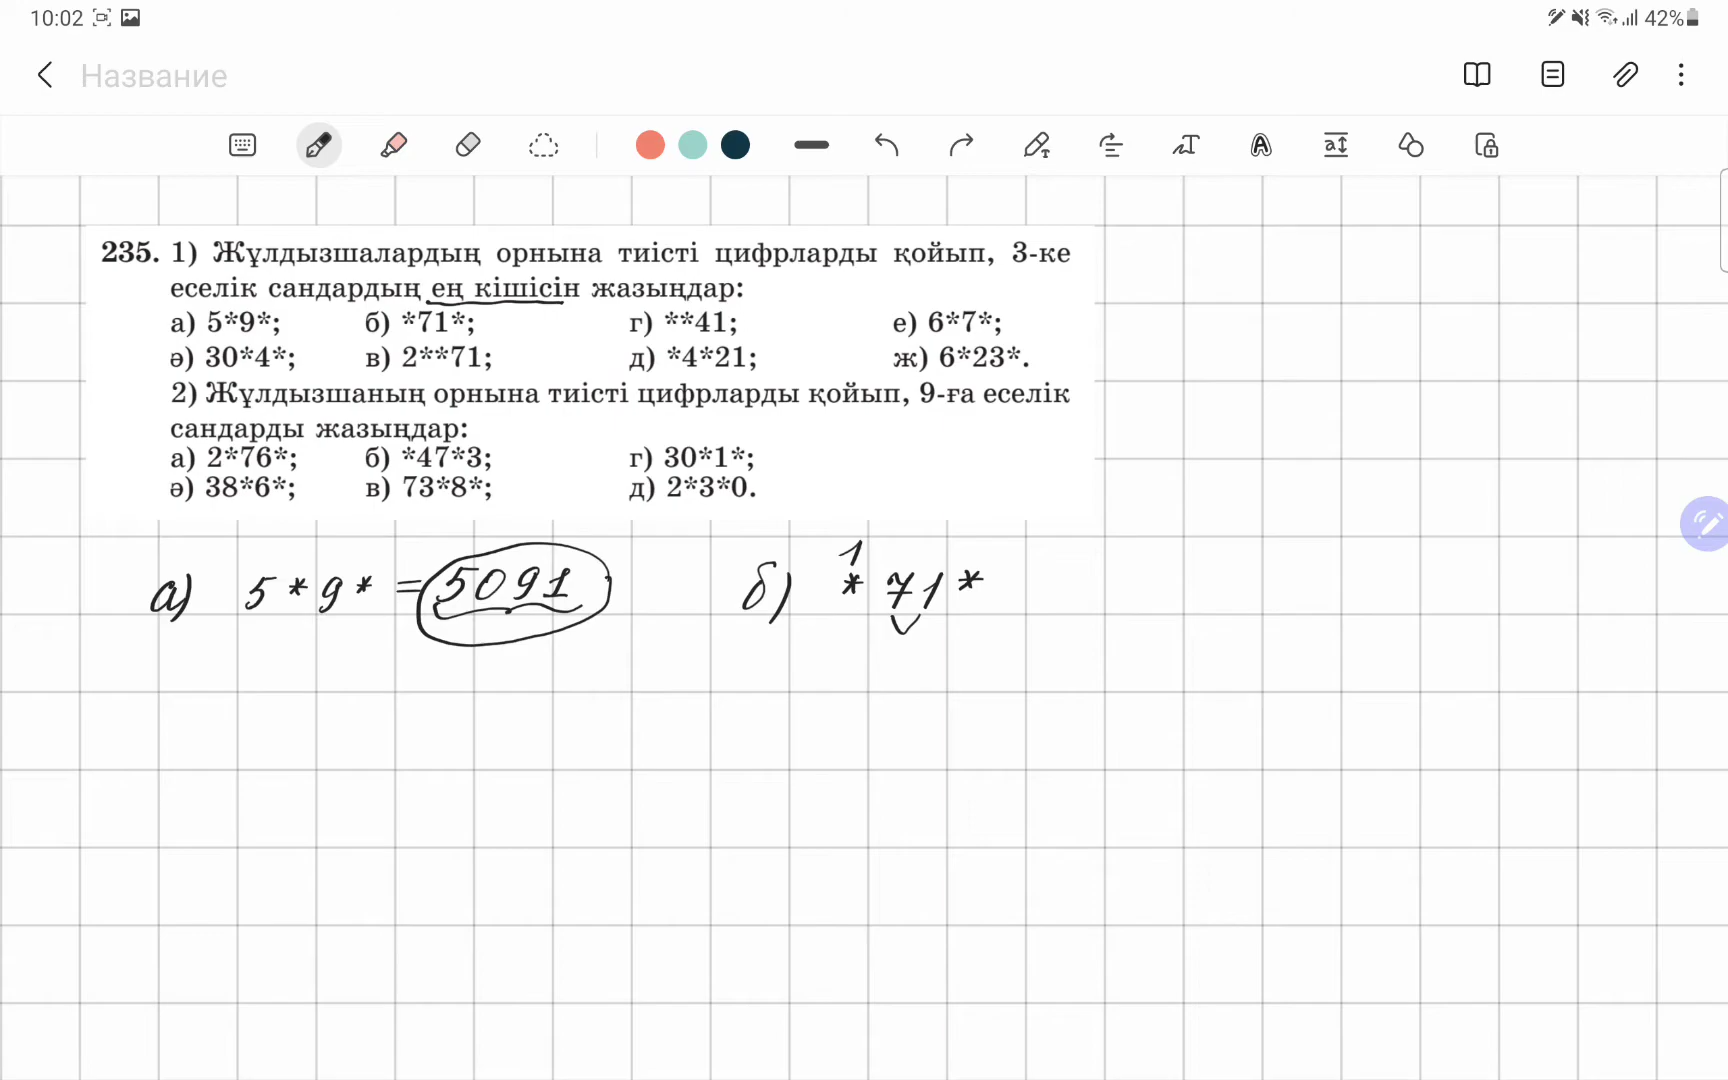 10:02
42%
Название
235. 1) Жұлдызшалардың орнына тиісті цифрларды қойып, 3-ке
еселік сандардың ең кішісін жазыңдар:
а) 5*9*; б) *71*; г) **41; е) 6*7*;
ә) 30*4*; в) 2**71; д) *4*21; ж) 6*23*.
2) Жұлдызшаның орнына тиісті цифрларды қойып, 9-ға еселік
сандарды жазыңдар:
а) 2*76*; б) *47*3; г) 30*1*;
ә) 38*6*; в) 73*8*; д) 2*3*0.
1
а) 5*9* = 5091 б) *71*